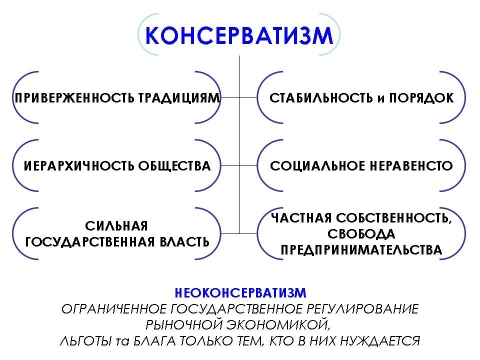 КОНСЕРВАТИЗМ
ПРИВЕРЖЕННОСТЬ ТРАДИЦИЯМ
СТАБИЛЬНОСТЬ и ПОРЯДОК
ИЕРАРХИЧНОСТЬ ОБЩЕСТВА
СОЦИАЛЬНОЕ НЕРАВЕНСТО
СИЛЬНАЯ
ГОСУДАРСТВЕННАЯ ВЛАСТЬ
ЧАСТНАЯ СОБСТВЕННОСТЬ,
СВОБОДА
ПРЕДПРИНИМАТЕЛЬСТВА
НЕОКОНСЕРВАТИЗМ
ОГРАНИЧЕННОЕ ГОСУДАРСТВЕННОЕ РЕГУЛИРОВАНИЕ
РЫНОЧНОЙ ЭКОНОМИКОЙ,
ЛЬГОТЫ та БЛАГА ТОЛЬКО ТЕМ, КТО В НИХ НУЖДАЕТСЯ